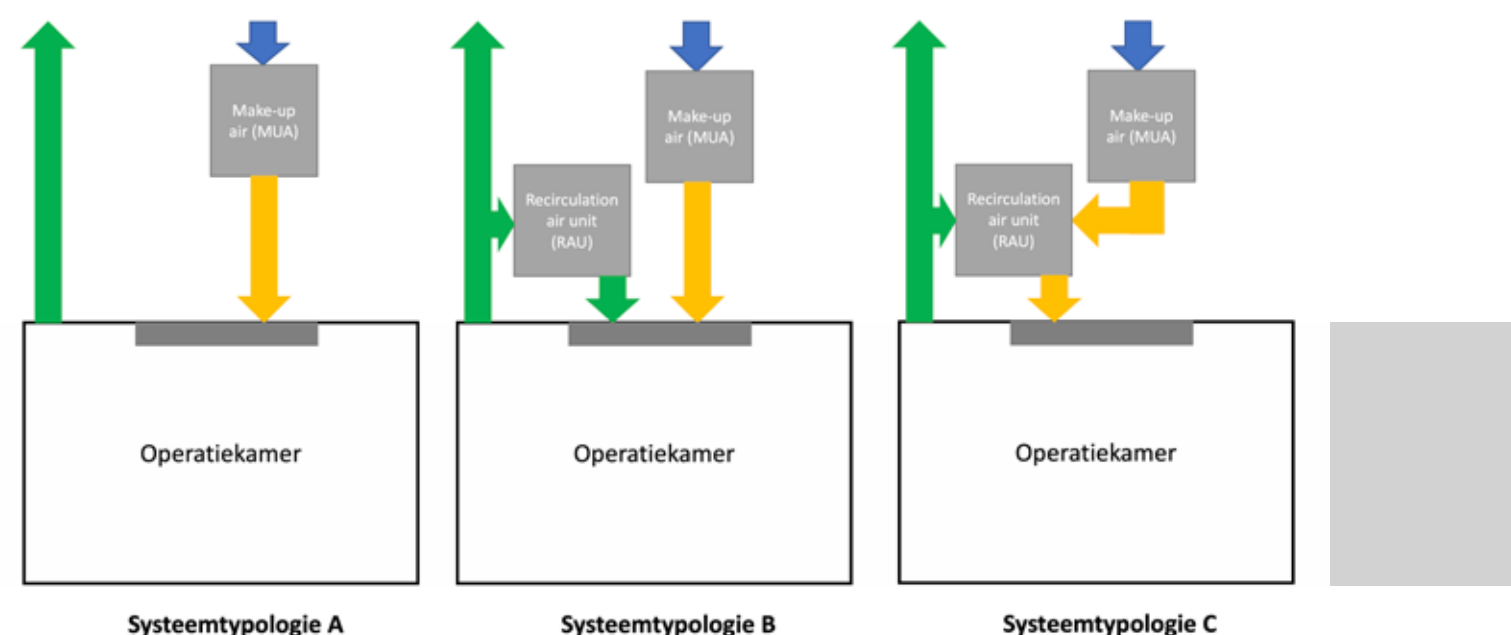 Make-up
air (MUA)
Operatiekamer
Systeemtypologie A
Make-up
air (MUA)
Recirculation
air unit
(RAU)
Operatiekamer
Systeemtypologie B
Make-up
air (MUA)
Recirculation
air unit
(RAU)
Operatiekamer
Systeemtypologie C